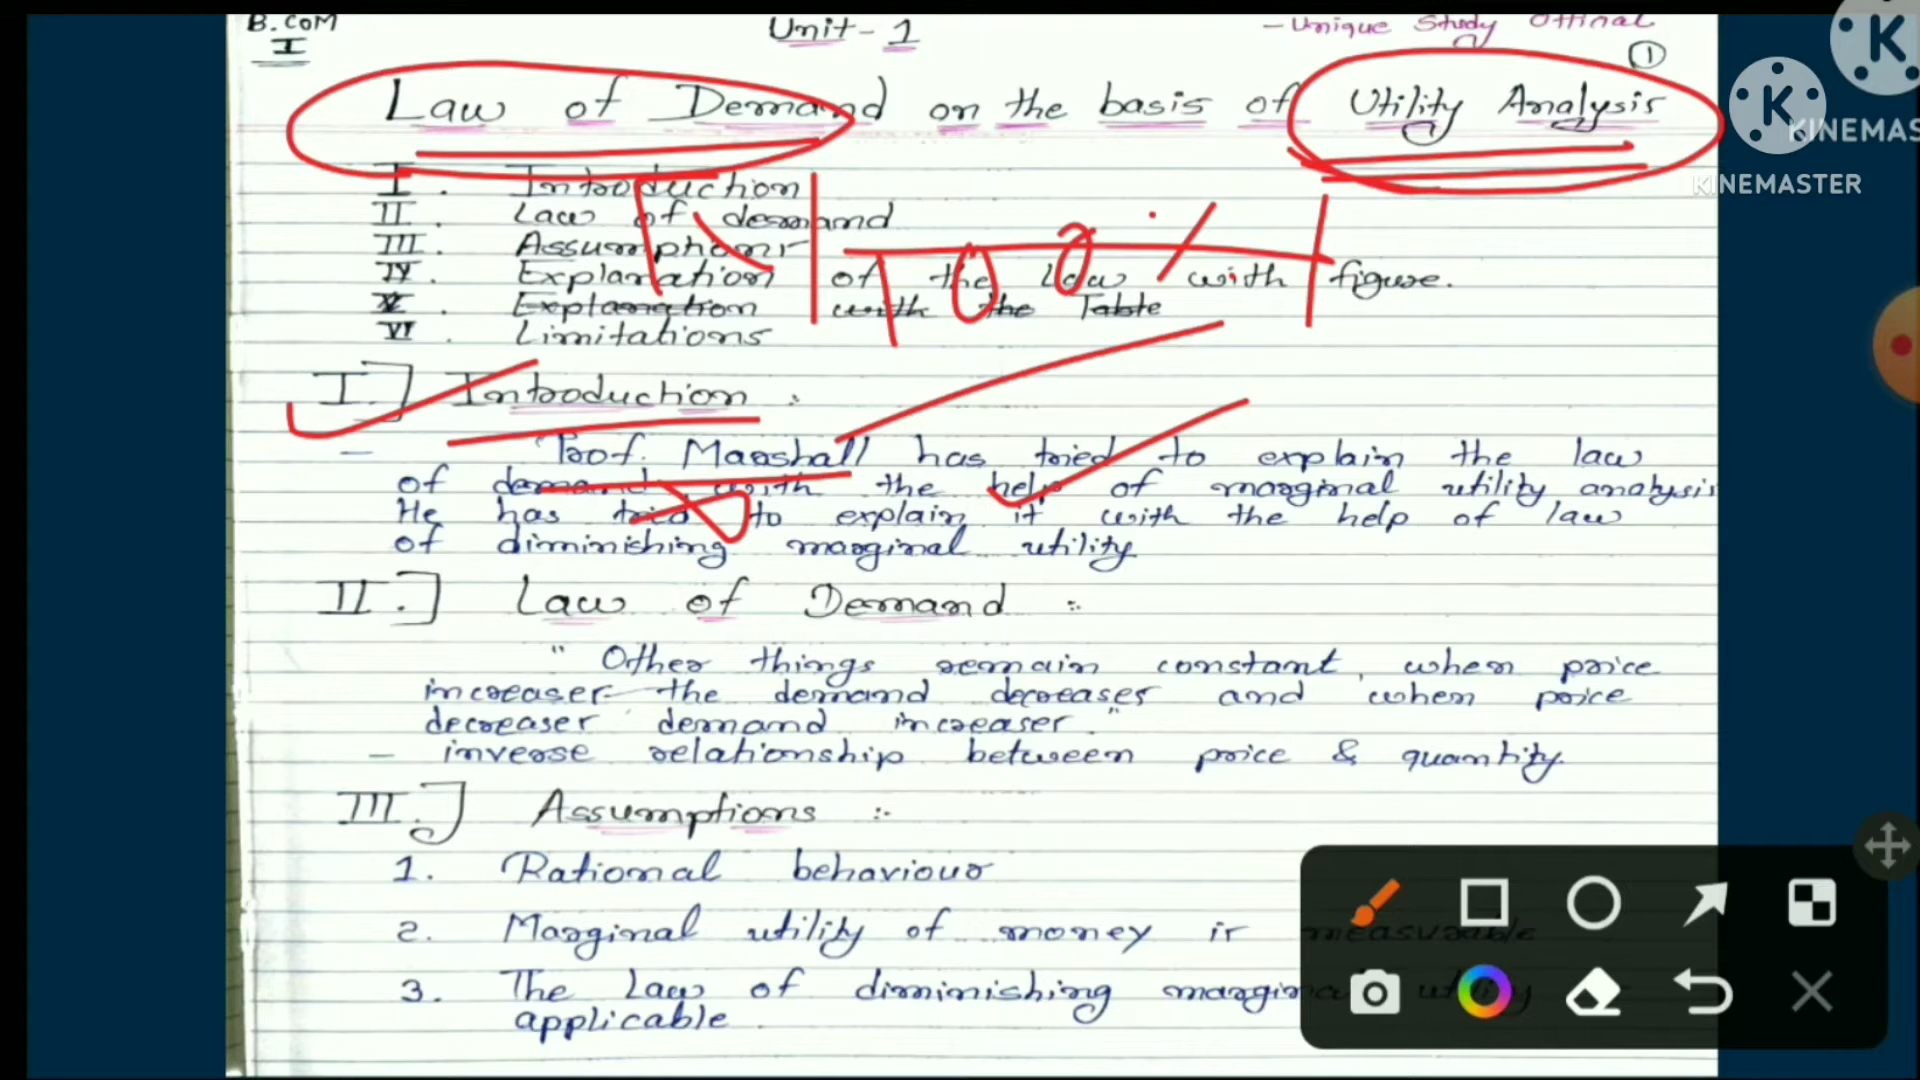 B.COM
I
Unit-1
- Unique Study Official
1
Law of Demand on the basis of Utility Analysis
KINEMASTER
KINEMAS
I. Introduction
II. Law of demand
III. Assumptions
IV. Explanation of the Law with figure.
V. Explanation with the Table
VI. Limitations
I.] Introduction :
- Prof. Marshall has tried to explain the law
of demand with the help of marginal utility analysis
He has tried to explain it with the help of law
of diminishing marginal utility
II.] Law of Demand :-
" Other things remain constant, when price
increases the demand decreases and when price
decreases demand increases."
- inverse relationship between price & quantity.
III.] Assumptions :-
1. Rational behaviour
2. Marginal utility of money is measurable
3. The Law of diminishing marginal utility
applicable.